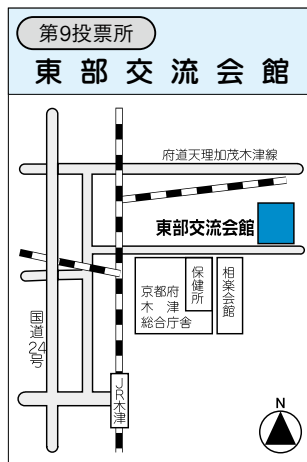 第9投票所
東部交流会館
府道天理加茂木津線
東部交流会館
保健所
相楽会館
京都府
木津
総合庁舎
国道24号
JR木津
N